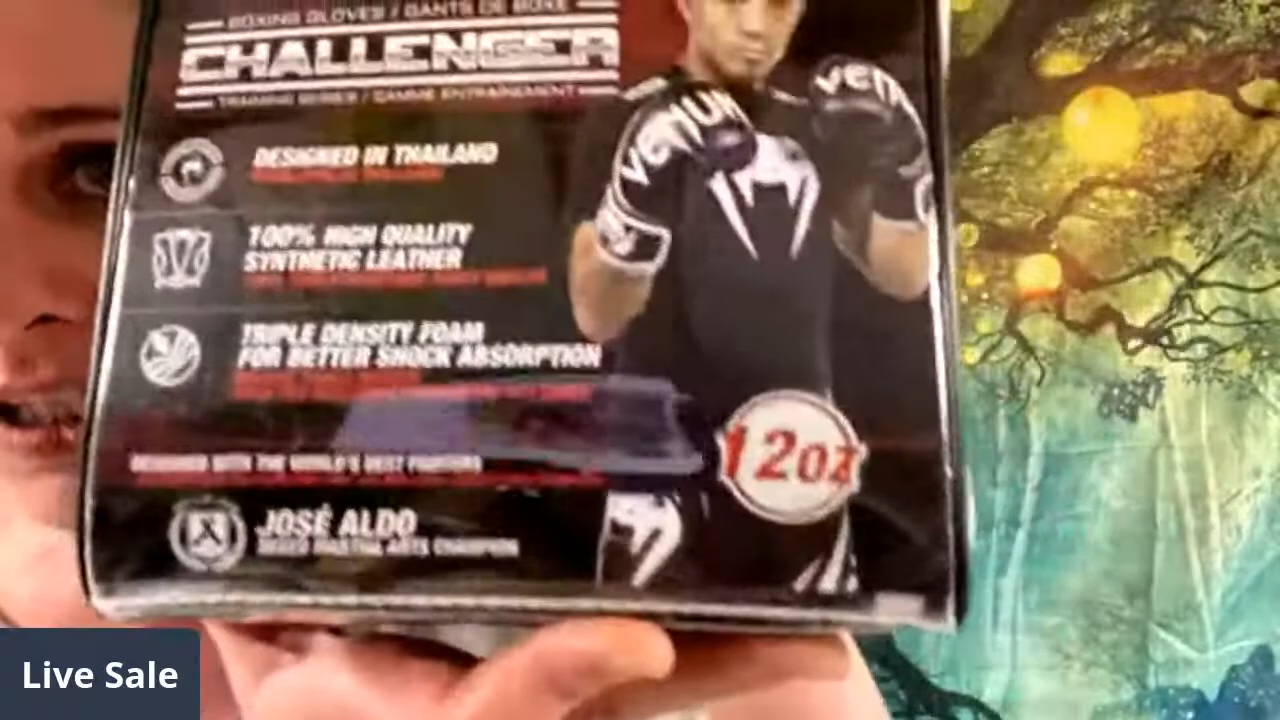 BOXING GLOVES / GANTS DE BOXE
CHALLENGER
TRAINING SERIES / GAMME ENTRAINEMENT
VENUM
VENU
DESIGNED IN THAILAND
100% HIGH QUALITY
SYNTHETIC LEATHER
TRIPLE DENSITY FOAM
FOR BETTER SHOCK ABSORPTION
12oz
DESIGNED WITH THE WORLD'S BEST FIGHTERS
JOSÉ ALDO
MIXED MARTIAL ARTS CHAMPION
Live Sale